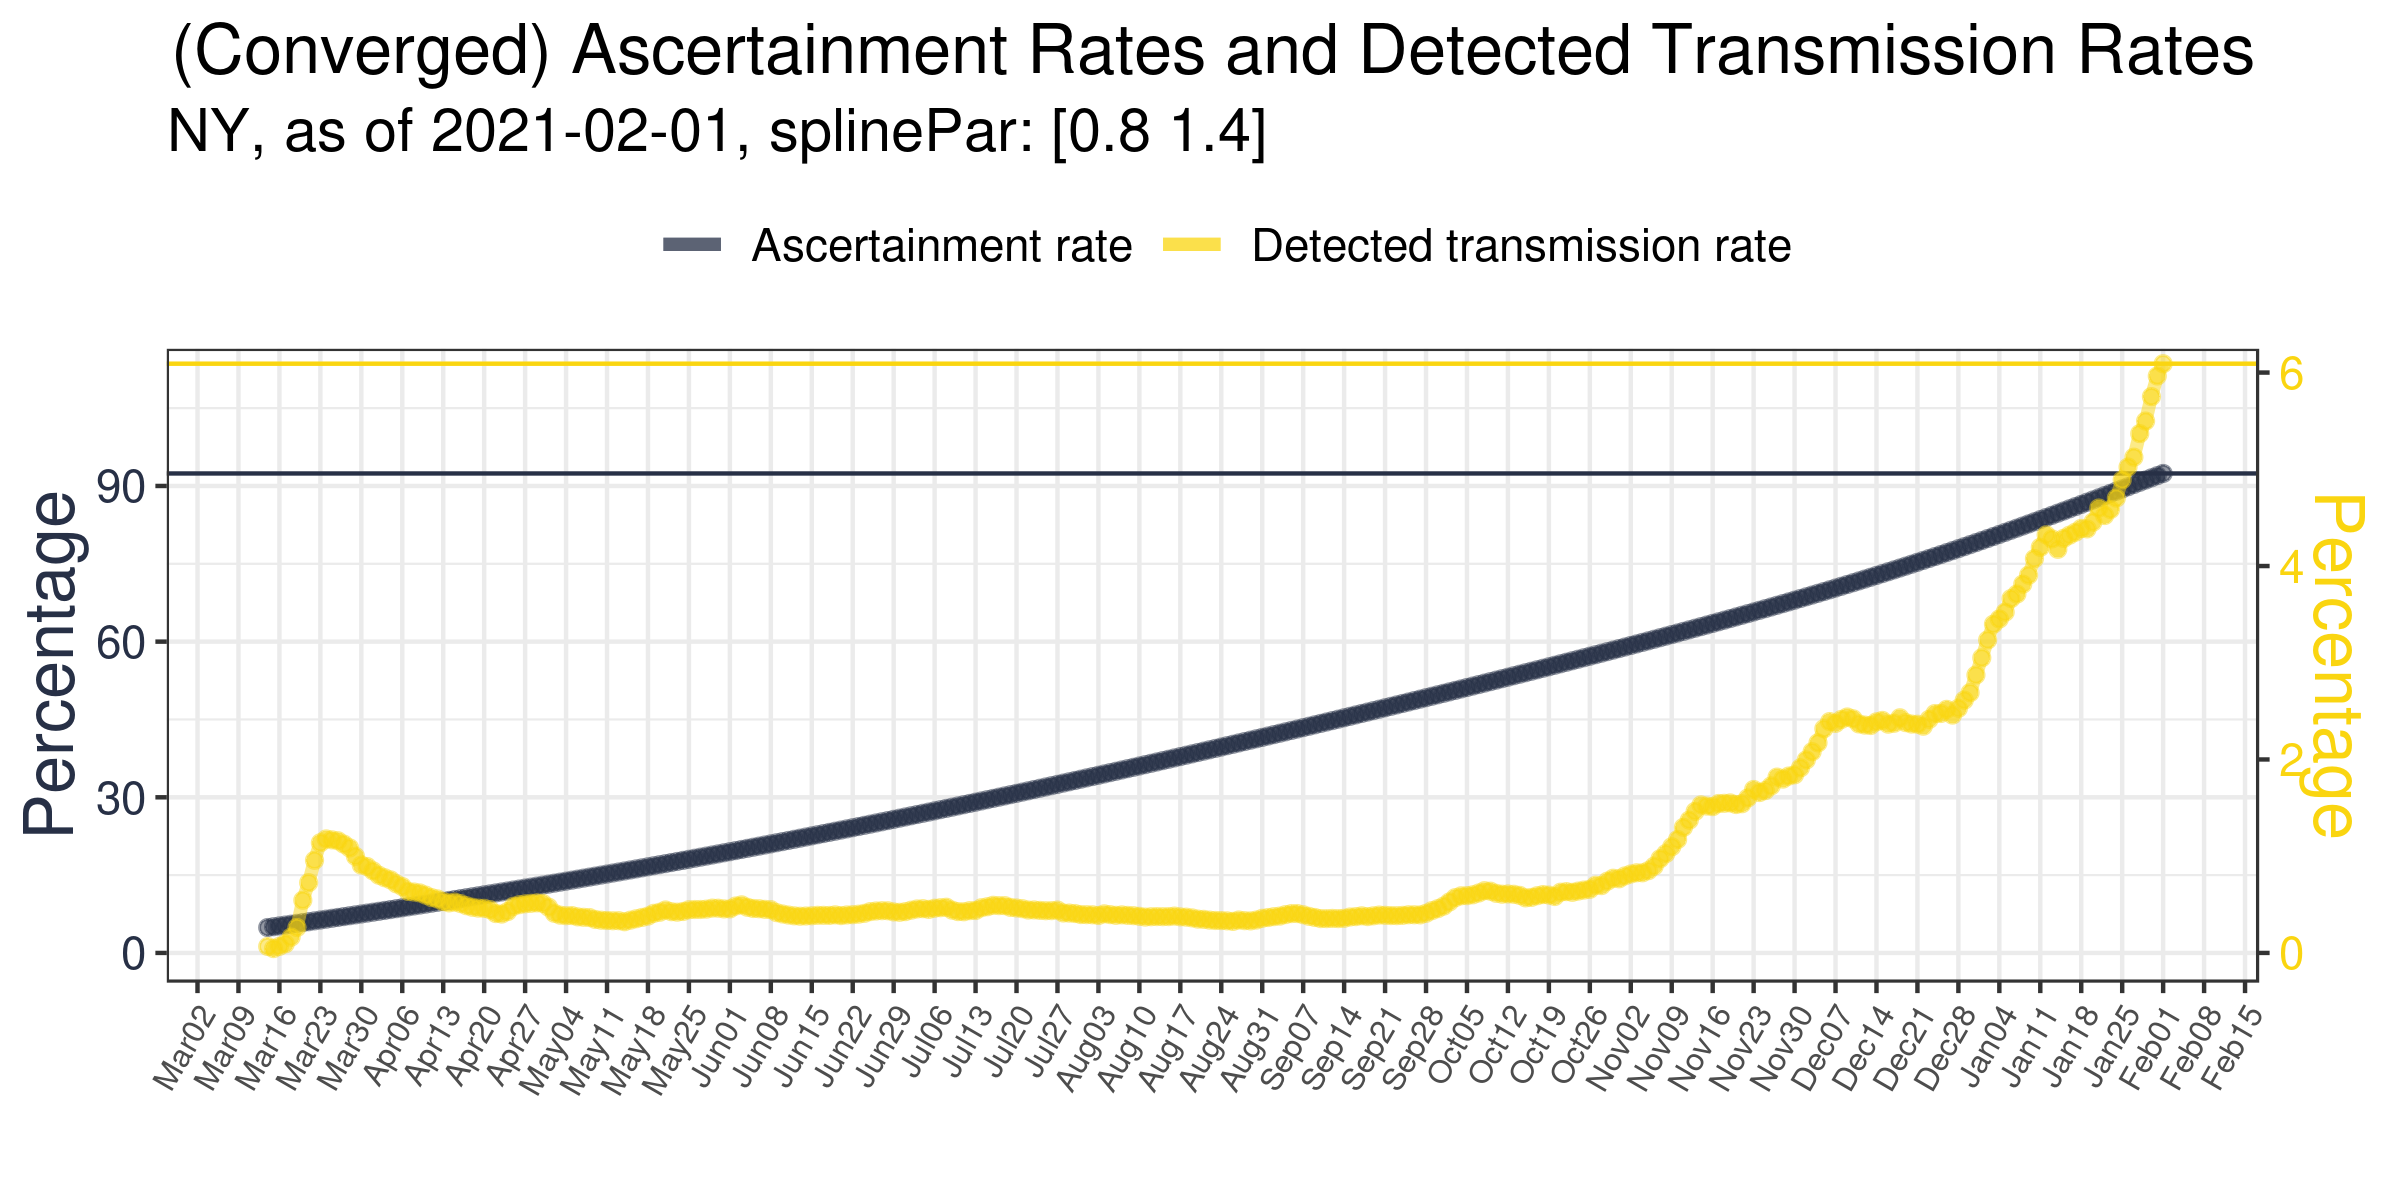 (Converged) Ascertainment Rates and Detected Transmission Rates
NY, as of 2021-02-01, splinePar: [0.8 1.4]
Ascertainment rate Detected transmission rate
Percentage
90
60
30
0
6
4
2
0
Percentage
Mar02 Mar09 Mar16 Mar23 Mar30 Apr06 Apr13 Apr20 Apr27 May04 May11 May18 May25 Jun01 Jun08 Jun15 Jun22 Jun29 Jul06 Jul13 Jul20 Jul27 Aug03 Aug10 Aug17 Aug24 Aug31 Sep07 Sep14 Sep21 Sep28 Oct05 Oct12 Oct19 Oct26 Nov02 Nov09 Nov16 Nov23 Nov30 Dec07 Dec14 Dec21 Dec28 Jan04 Jan11 Jan18 Jan25 Feb01 Feb08 Feb15